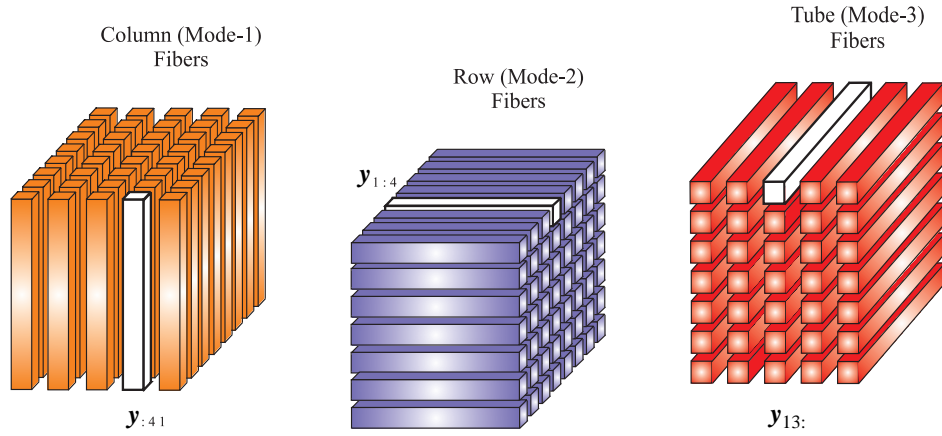 Column (Mode-1)
Fibers
Row (Mode-2)
Fibers
Tube (Mode-3)
Fibers
y1:4
y:41
y13: